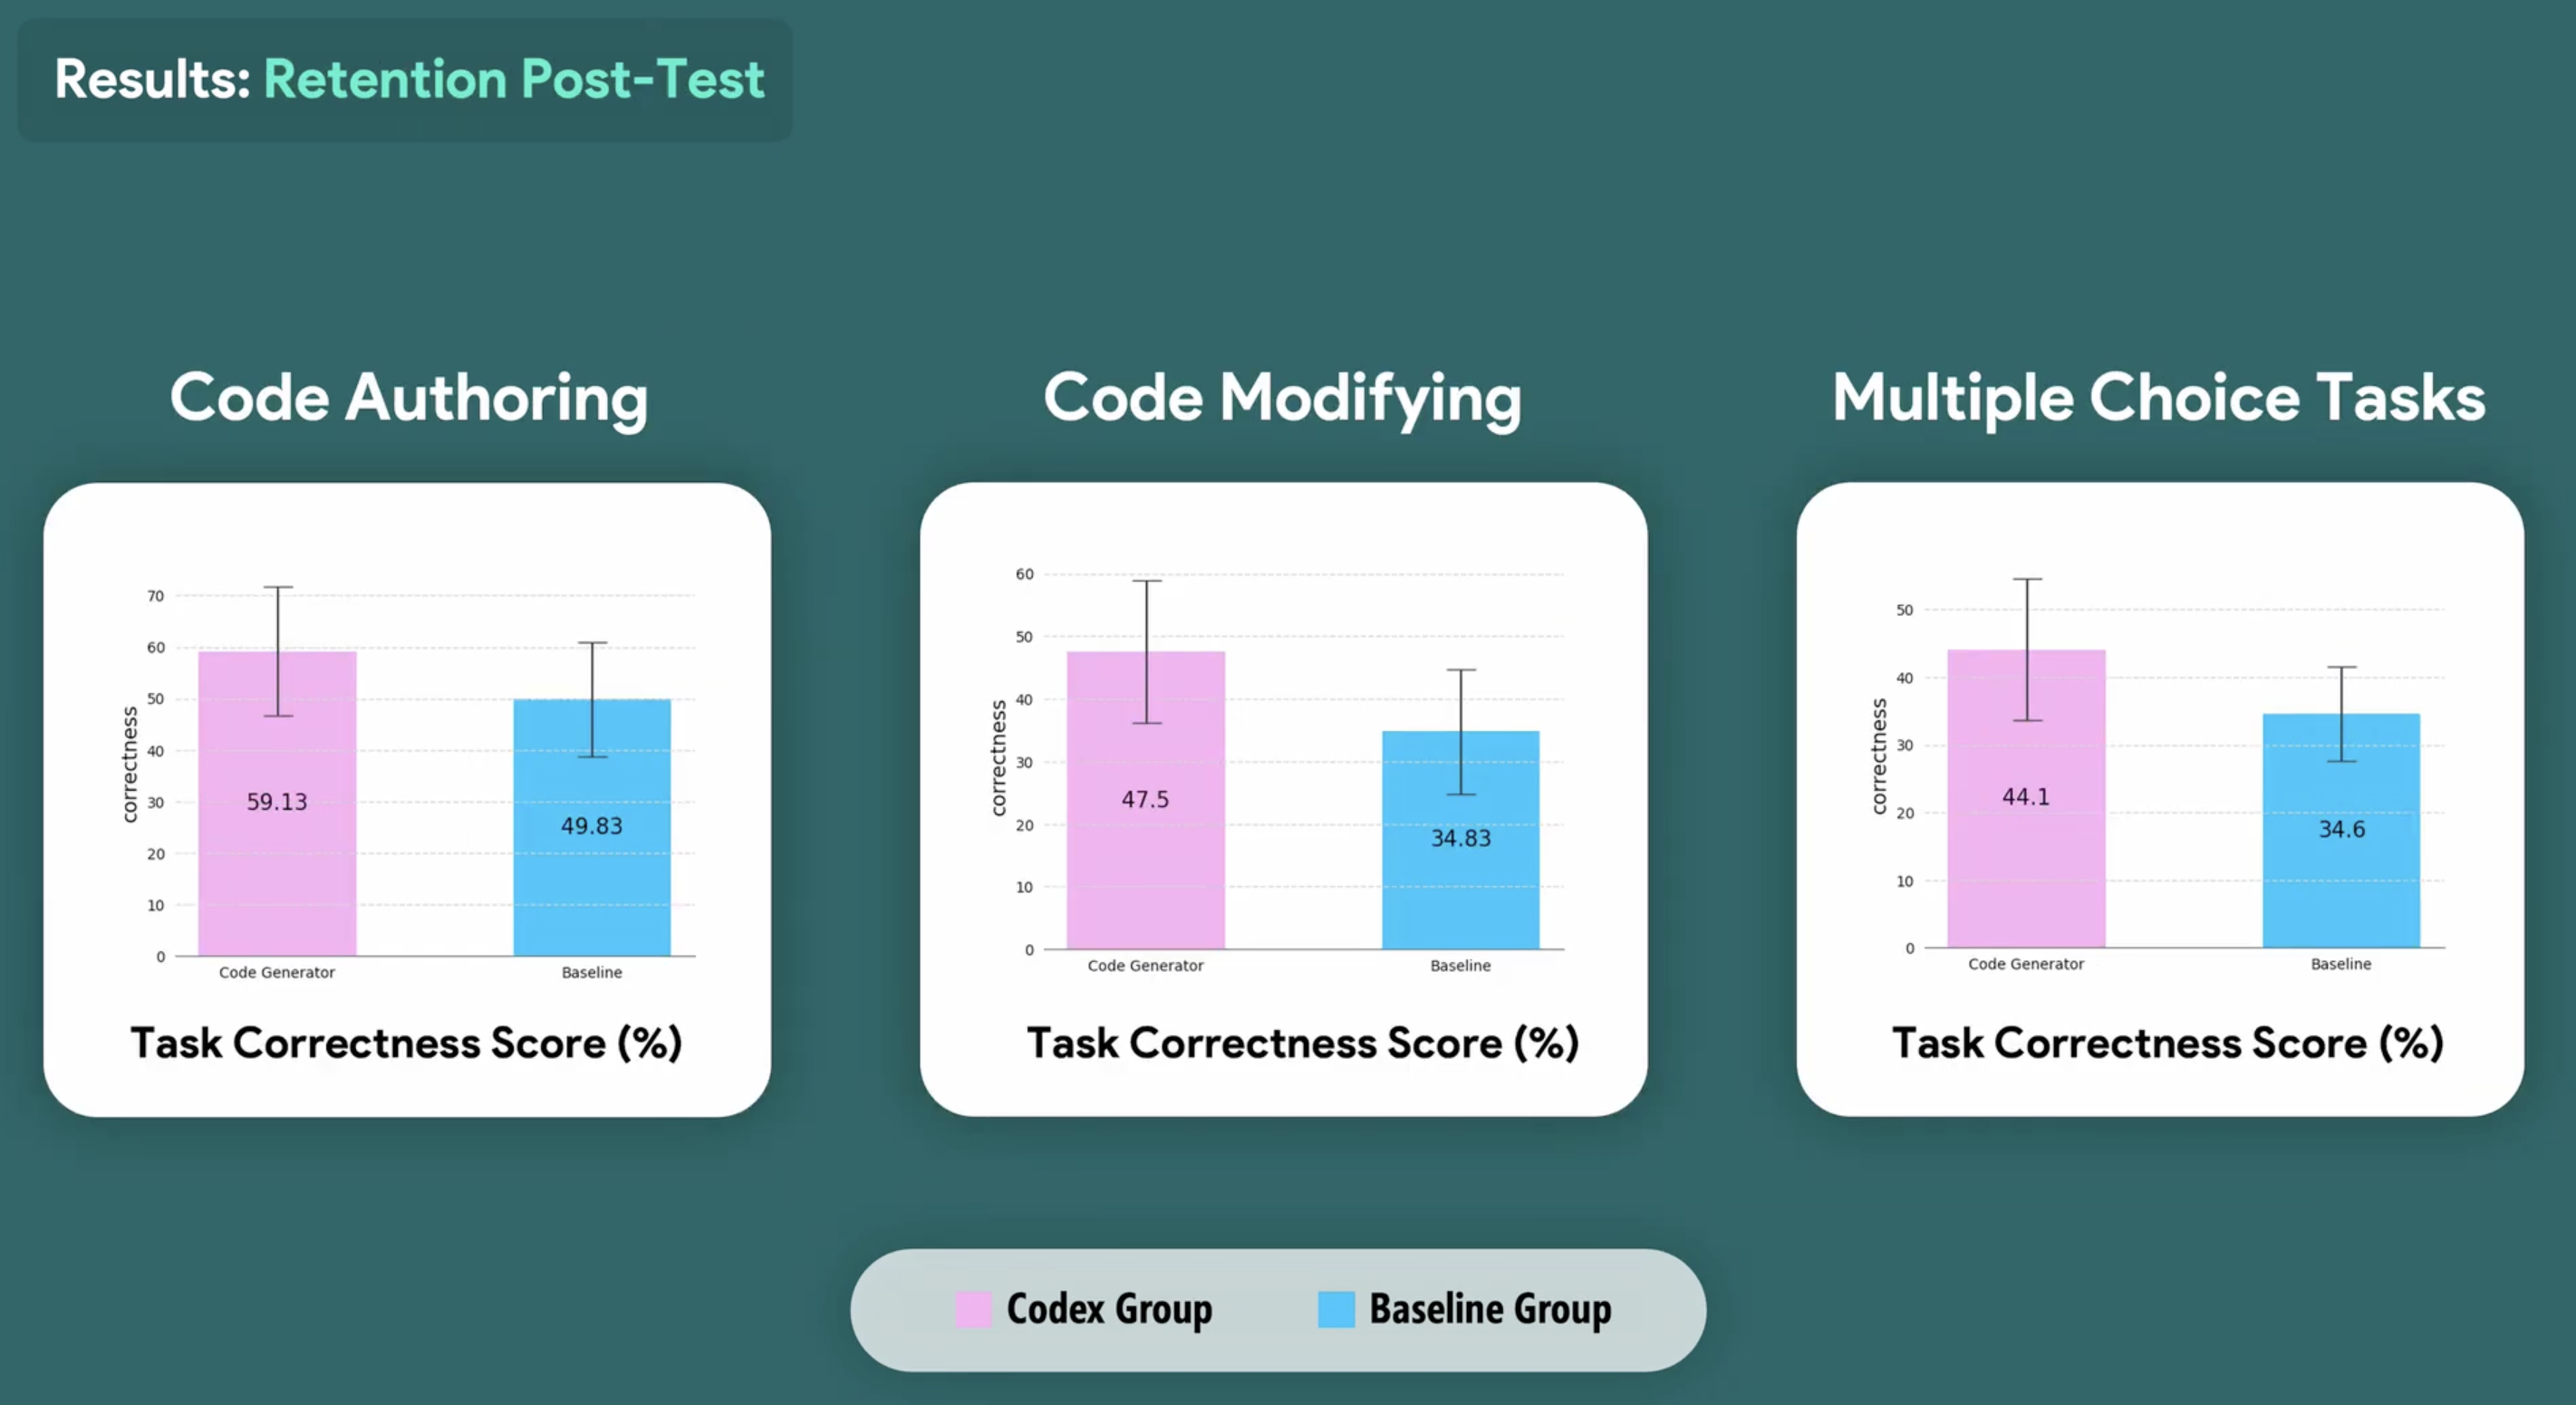 Results: Retention Post-Test
Code Authoring
70
60
50
40
30
20
10
0
correctness
59.13
49.83
Code Generator
Baseline
Task Correctness Score (%)
Code Modifying
60
50
40
30
20
10
0
correctness
47.5
34.83
Code Generator
Baseline
Task Correctness Score (%)
Multiple Choice Tasks
50
40
30
20
10
0
correctness
44.1
34.6
Code Generator
Baseline
Task Correctness Score (%)
Codex Group
Baseline Group